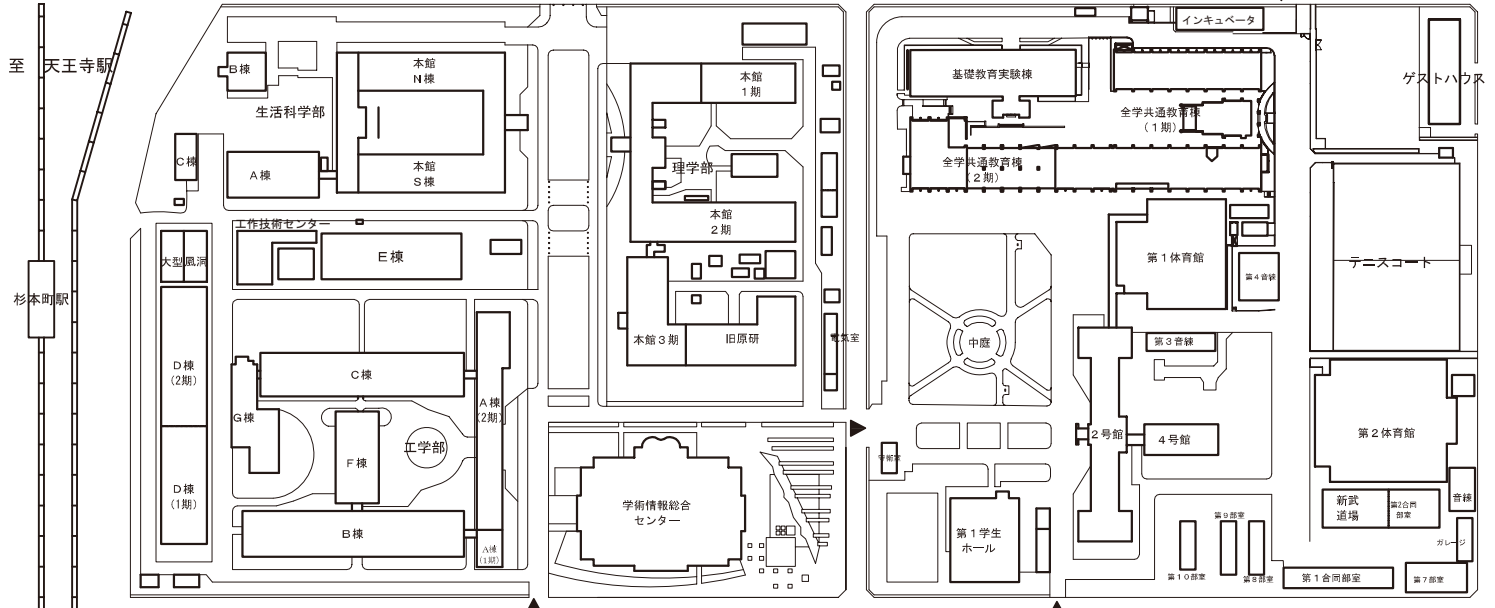 至 天王寺駅
杉本町駅
B棟
生活科学部
本館
N棟
C棟
A棟
本館
S棟
工作技術センター
大型風洞
E棟
D棟
(2期)
D棟
(1期)
C棟
G棟
F棟
工学部
A棟
(2期)
B棟
A棟
(1期)
本館
1期
理学部
本館
2期
本館3期
旧原研
電気室
学術情報総合
センター
インキュベータ
基礎教育実験棟
全学共通教育棟
(1期)
全学共通教育棟
(2期)
ゲストハウス
第1体育館
第4音練
テニスコート
中庭
第3音練
2号館
4号館
守衛室
第1学生
ホール
第2体育館
新武
道場
第2合同
部室
音練
ガレージ
第9部室
第10部室
第8部室
第1合同部室
第7部室